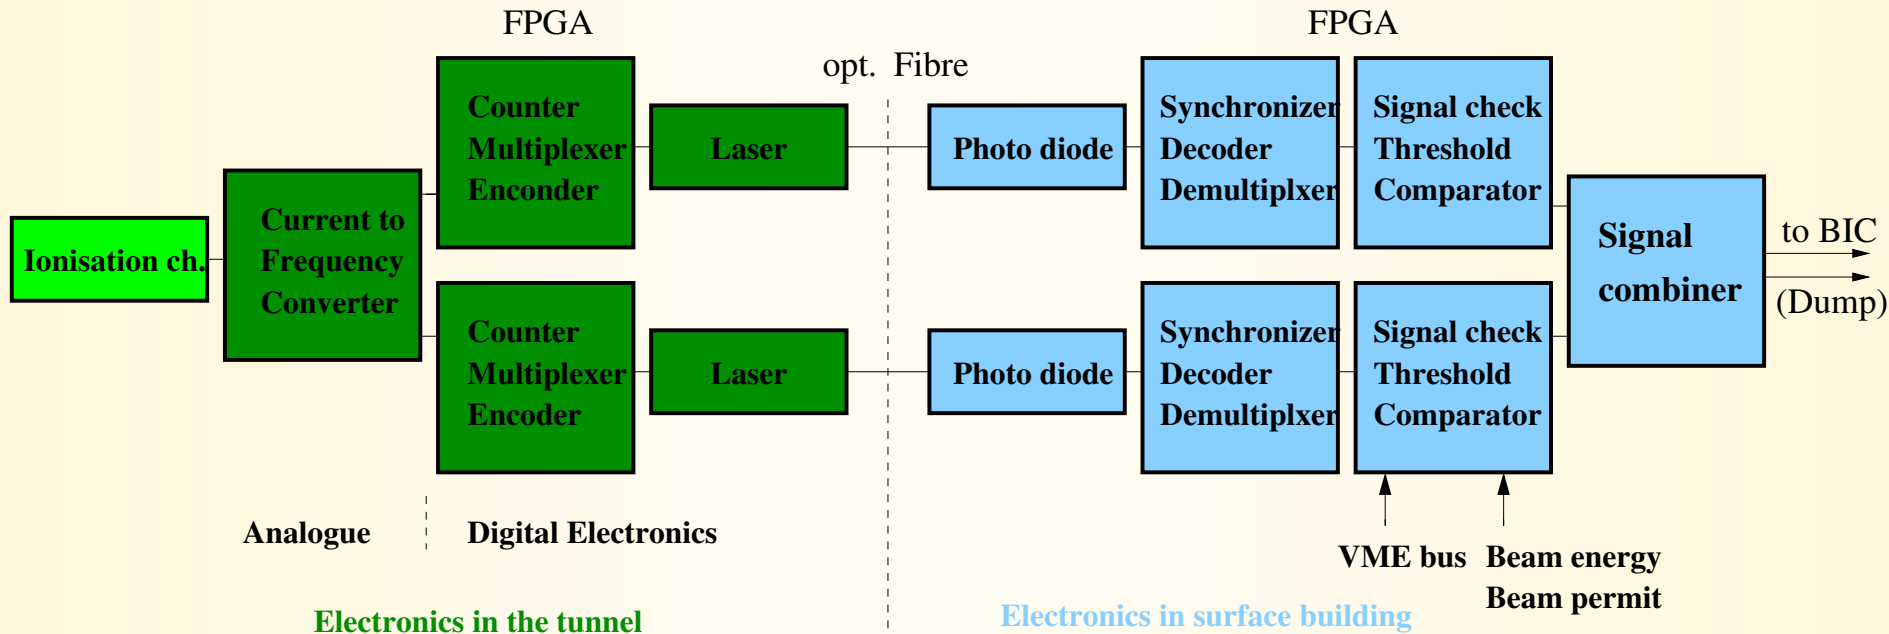 FPGA
FPGA
opt. Fibre
Counter
Multiplexer
Enconder
Laser
Photo diode
Synchronizer
Decoder
Demultiplxer
Signal check
Threshold
Comparator
Ionisation ch.
Current to
Frequency
Converter
Signal
combiner
to BIC
(Dump)
Counter
Multiplexer
Encoder
Laser
Photo diode
Synchronizer
Decoder
Demultiplxer
Signal check
Threshold
Comparator
Analogue
Digital Electronics
VME bus
Beam energy
Beam permit
Electronics in the tunnel
Electronics in surface building